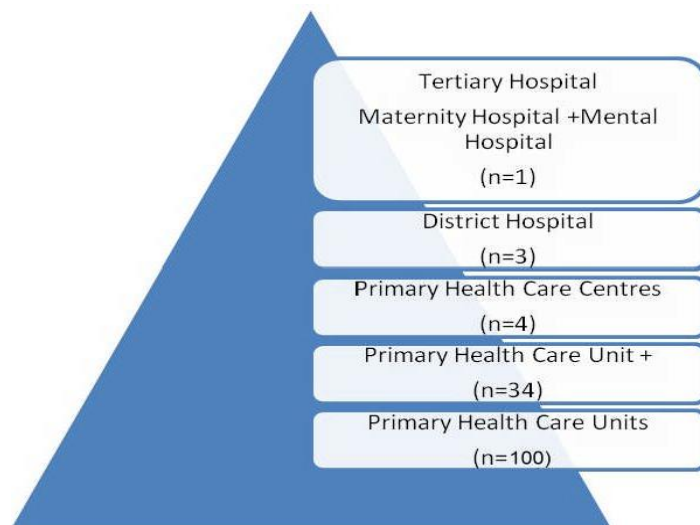 Tertiary Hospital
Maternity Hospital +Mental
Hospital
(n=1)
District Hospital
(n=3)
Primary Health Care Centres
(n=4)
Primary Health Care Unit +
(n=34)
Primary Health Care Units
(n=100)